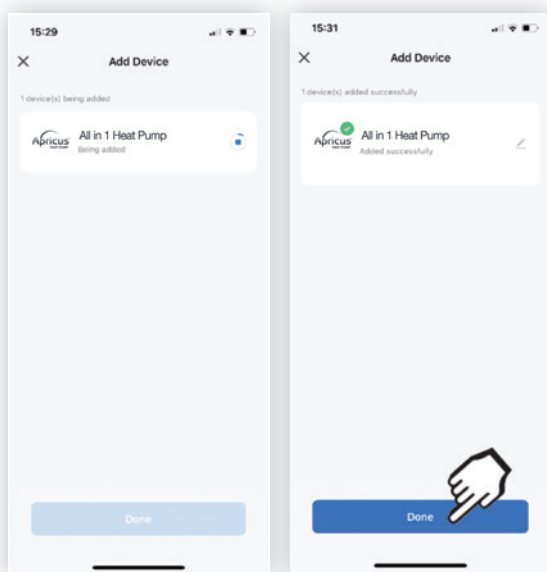 15:29
Add Device
1 device(s) being added
Apricus
All in 1 Heat Pump
Being added
Done
15:31
Add Device
1 device(s) added successfully
Apricus
All in 1 Heat Pump
Added successfully
Done